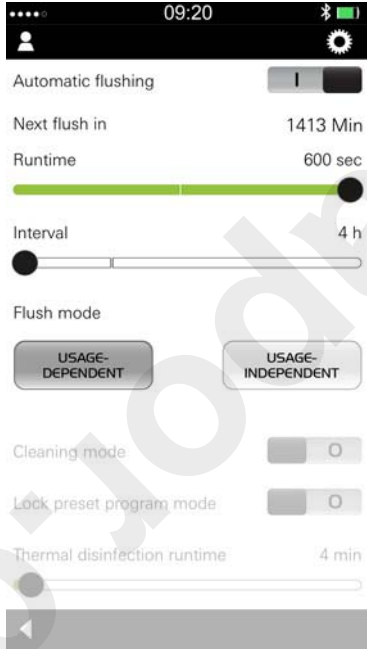 09:20
Automatic flushing I
Next flush in 1413 Min
Runtime 600 sec
Interval 4 h
Flush mode
USAGE-DEPENDENT USAGE-INDEPENDENT
Cleaning mode O
Lock preset program mode O
Thermal disinfection runtime 4 min